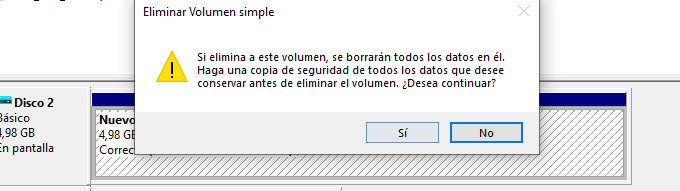 Eliminar Volumen simple
Si elimina a este volumen, se borrarán todos los datos en él.
Haga una copia de seguridad de todos los datos que desee
conservar antes de eliminar el volumen. ¿Desea continuar?
Sí
No
Disco 2
Básico
4,98 GB
En pantalla
Nuevo
4,98 G
Correc